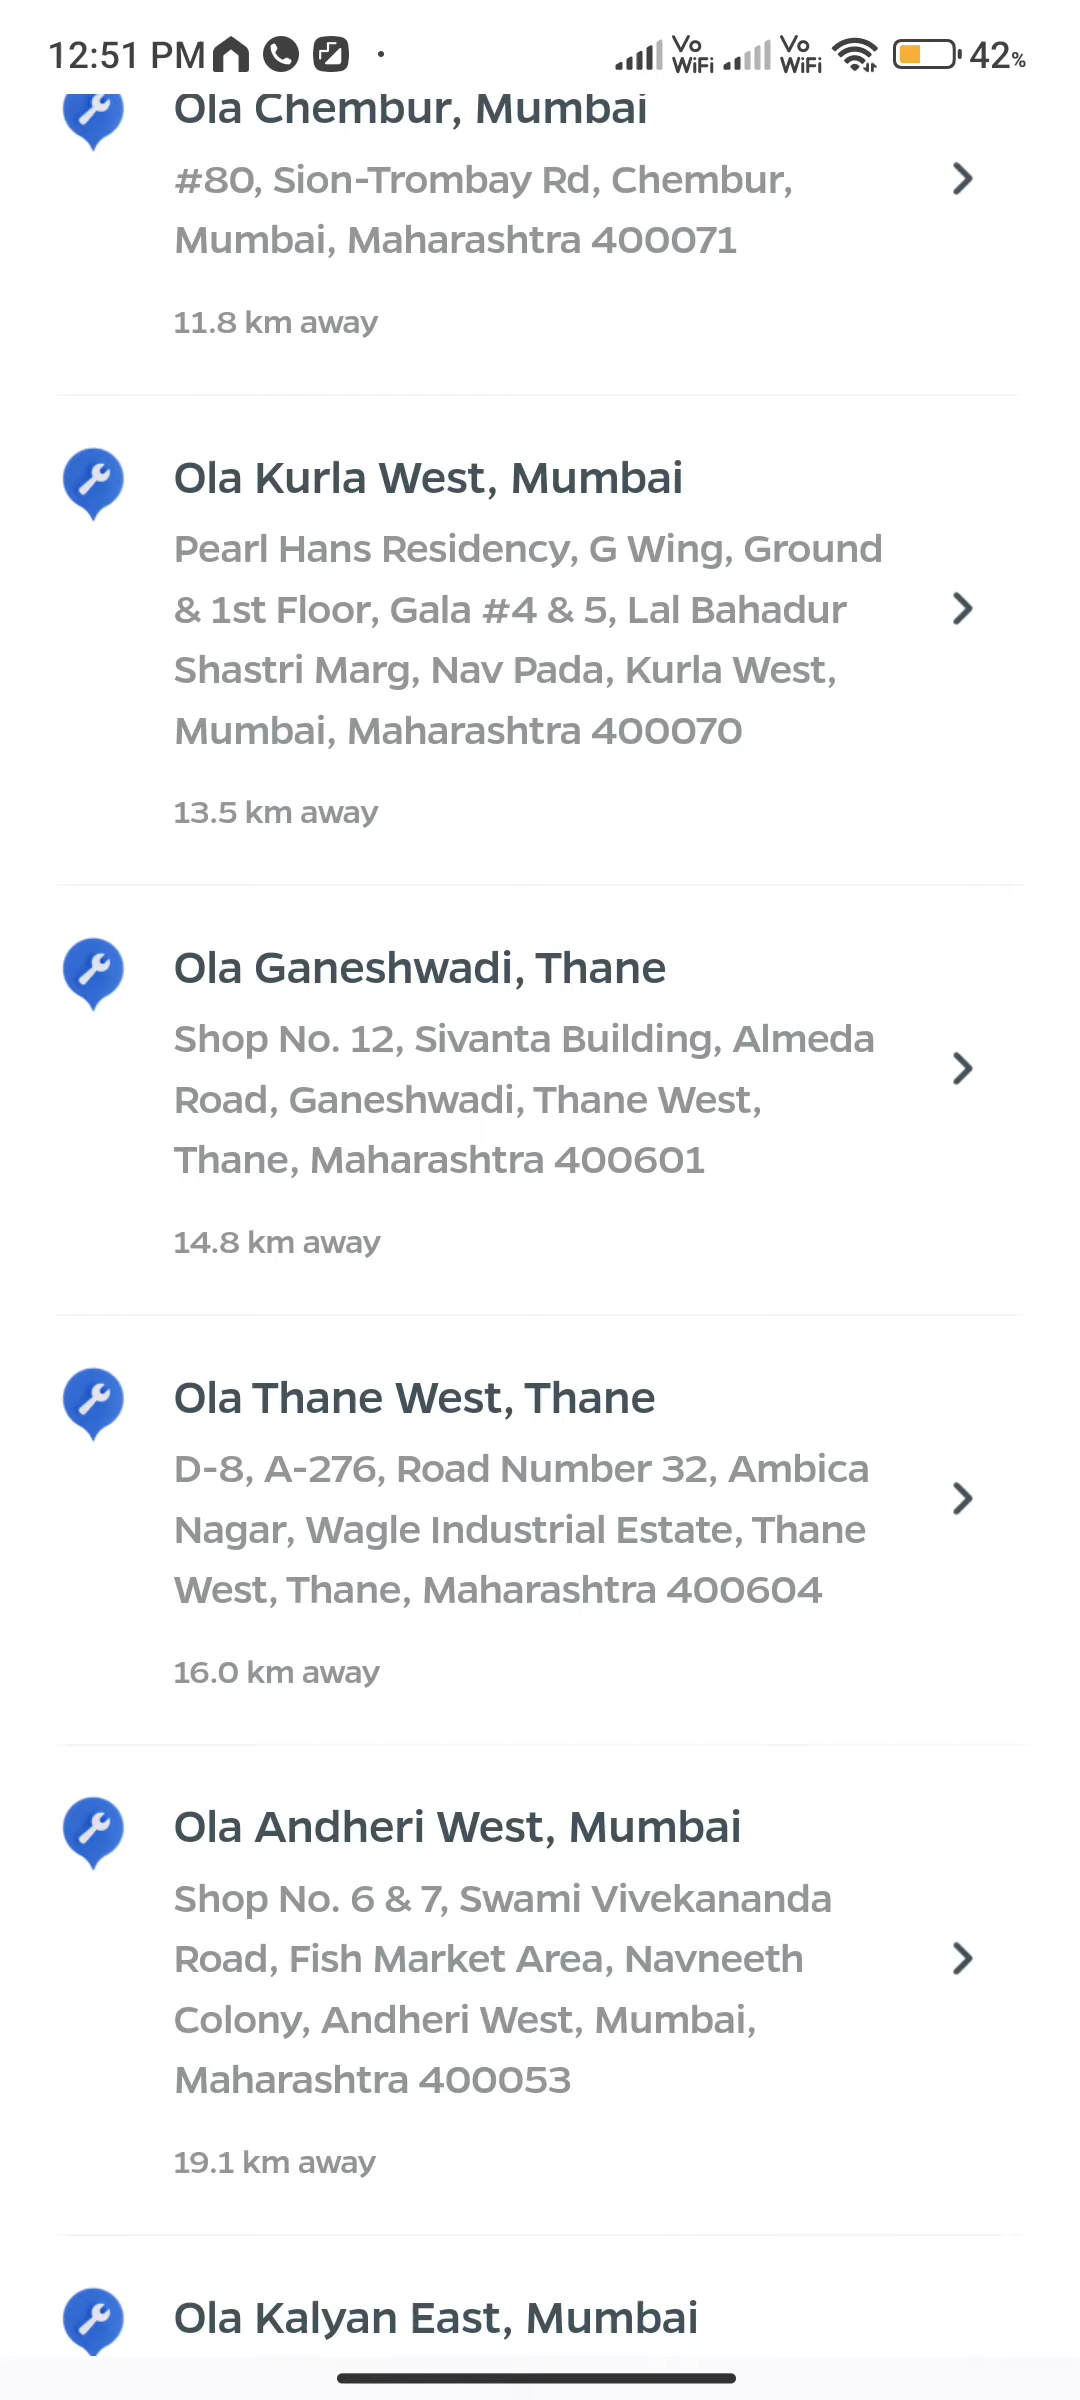 12:51 PM Vo WiFi Vo WiFi 42%
Ola Chembur, Mumbai
#80, Sion-Trombay Rd, Chembur,
Mumbai, Maharashtra 400071
11.8 km away
Ola Kurla West, Mumbai
Pearl Hans Residency, G Wing, Ground
& 1st Floor, Gala #4 & 5, Lal Bahadur
Shastri Marg, Nav Pada, Kurla West,
Mumbai, Maharashtra 400070
13.5 km away
Ola Ganeshwadi, Thane
Shop No. 12, Sivanta Building, Almeda
Road, Ganeshwadi, Thane West,
Thane, Maharashtra 400601
14.8 km away
Ola Thane West, Thane
D-8, A-276, Road Number 32, Ambica
Nagar, Wagle Industrial Estate, Thane
West, Thane, Maharashtra 400604
16.0 km away
Ola Andheri West, Mumbai
Shop No. 6 & 7, Swami Vivekananda
Road, Fish Market Area, Navneeth
Colony, Andheri West, Mumbai,
Maharashtra 400053
19.1 km away
Ola Kalyan East, Mumbai